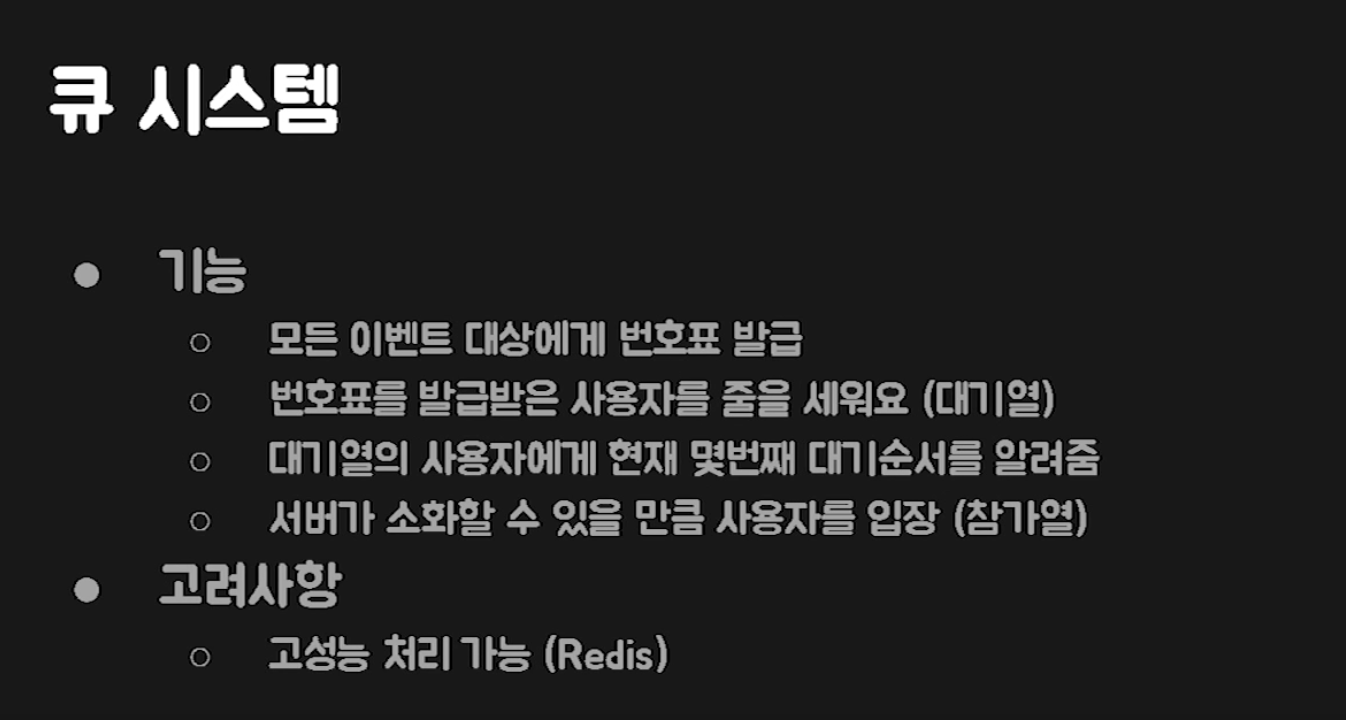 큐 시스템
● 기능
○ 모든 이벤트 대상에게 번호표 발급
○ 번호표를 발급받은 사용자를 줄을 세워요 (대기열)
○ 대기열의 사용자에게 현재 몇번째 대기순서를 알려줌
○ 서버가 소화할 수 있을 만큼 사용자를 입장 (참가열)
● 고려사항
○ 고성능 처리 가능 (Redis)